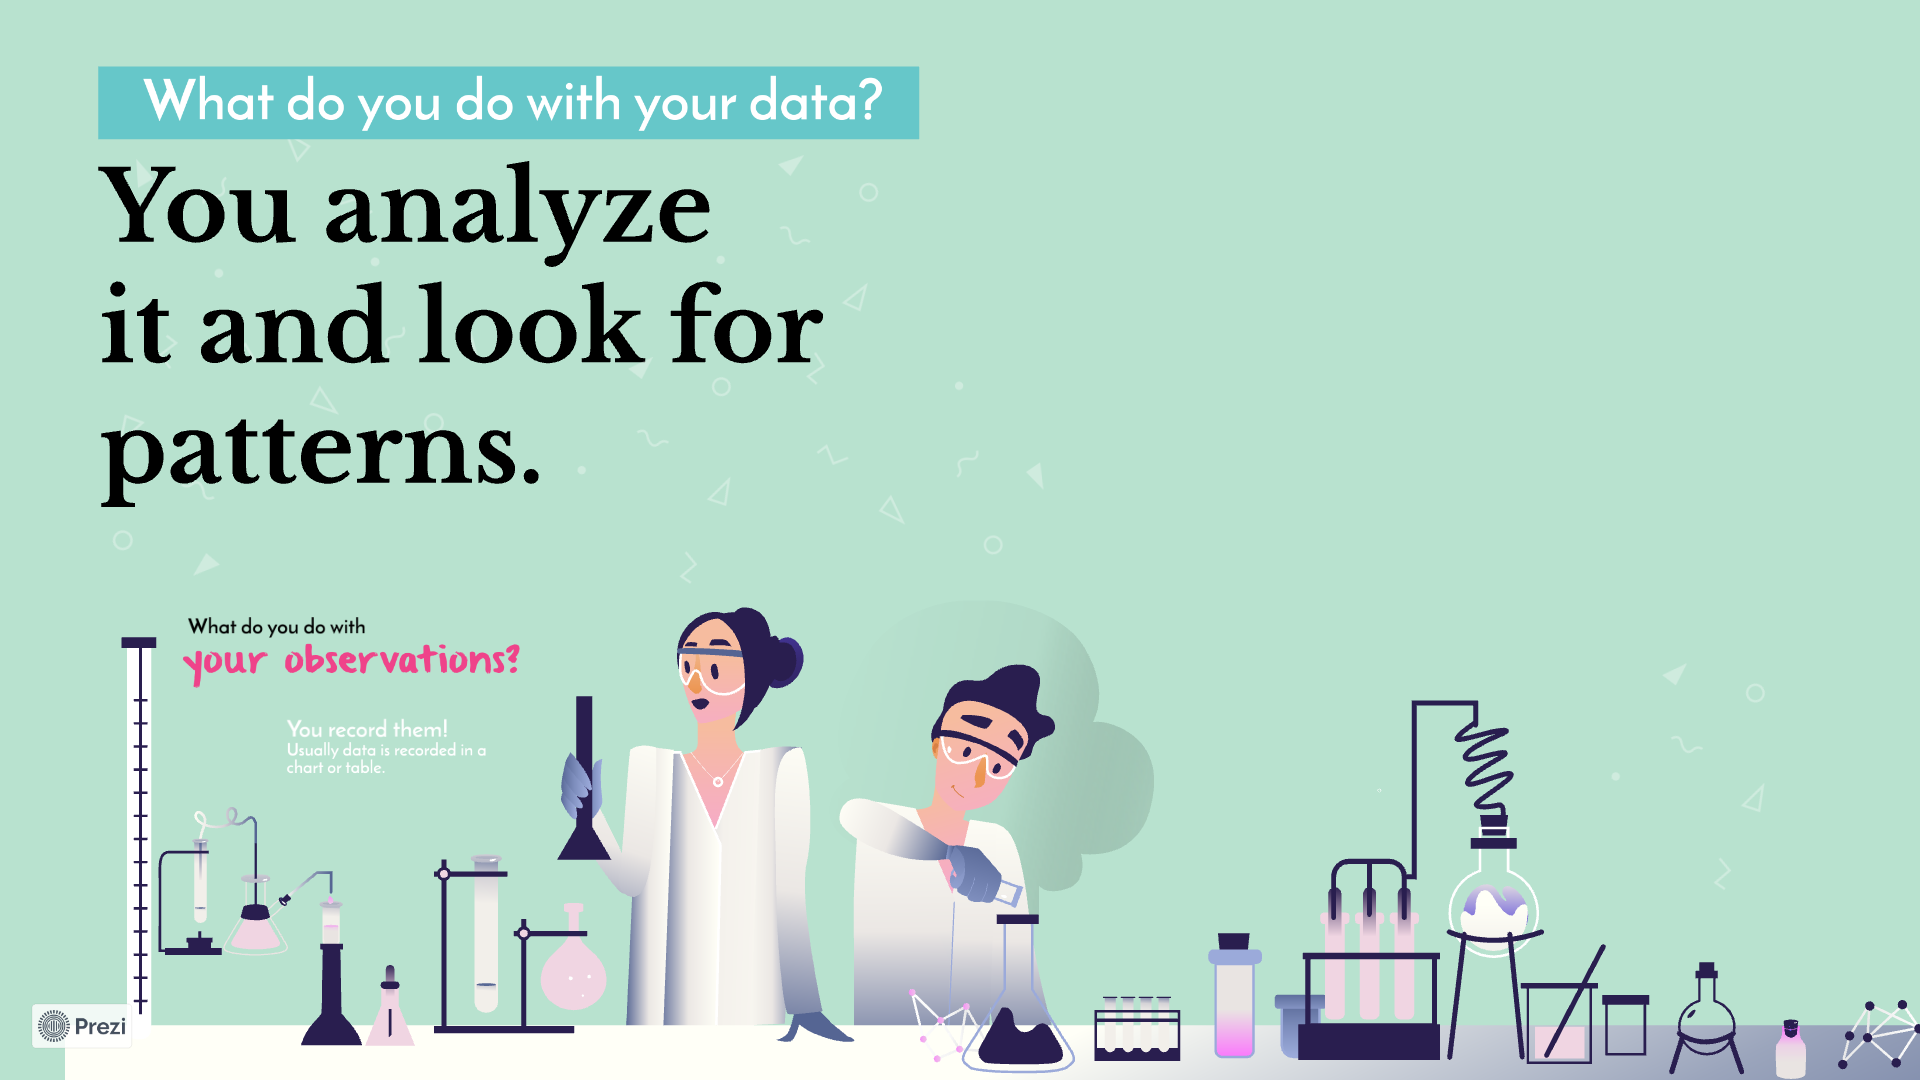 What do you do with your data?
You analyze
it and look for
patterns.
What do you do with
your observations?
You record them!
Usually data is recorded in a
chart or table.
Prezi